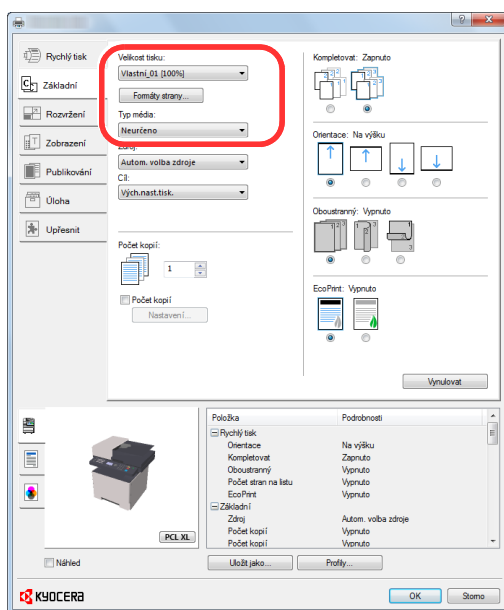 Rychlý tisk
Základní
Rozvržení
Zobrazení
Publikování
Úloha
Upřesnit
Velikost tisku:
Vlastní_01 [100%]
Formáty strany...
Typ média:
Neurčeno
Zdroj:
Autom. volba zdroje
Cíl:
Vých.nast.tisk.
Počet kopií:
1
Počet kopií
Nastavení...
Kompletovat: Zapnuto
Orientace: Na výšku
Oboustranný: Vypnuto
EcoPrint: Vypnuto
Vynulovat
PCL XL
Náhled
Položka Podrobnosti
Rychlý tisk
Orientace Na výšku
Kompletovat Zapnuto
Oboustranný Vypnuto
Počet stran na listu Vypnuto
EcoPrint Vypnuto
Základní
Zdroj Autom. volba zdroje
Počet kopií Vypnuto
Počet kopií Vypnuto
Uložit jako... Profily...
KYOCERA
OK Storno